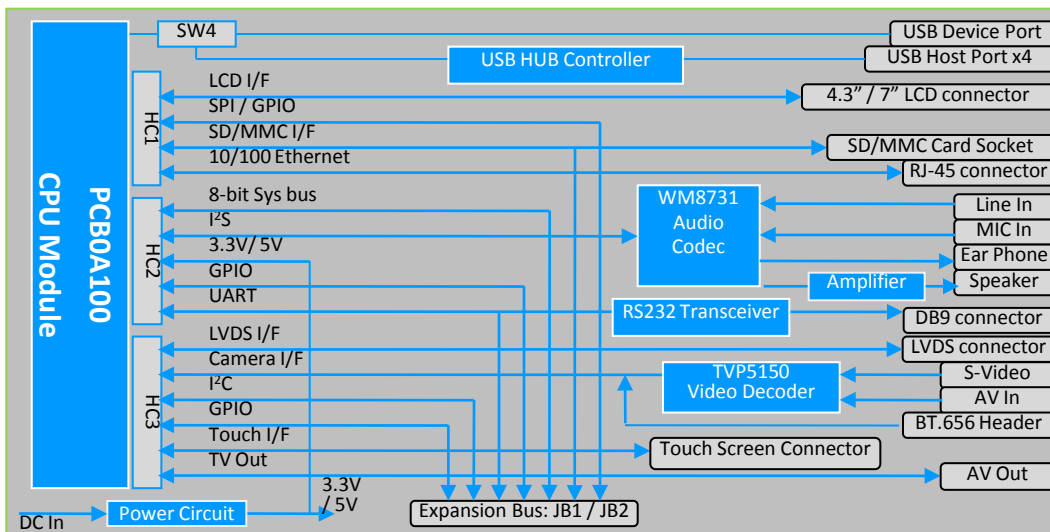 SW4
USB Device Port
USB HUB Controller
USB Host Port x4
PCB0A100
CPU Module
HC1
LCD I/F
SPI / GPIO
SD/MMC I/F
10/100 Ethernet
4.3” / 7” LCD connector
SD/MMC Card Socket
RJ-45 connector
HC2
8-bit Sys bus
I²S
3.3V/ 5V
GPIO
UART
WM8731
Audio
Codec
Line In
MIC In
Ear Phone
Amplifier
Speaker
RS232 Transceiver
DB9 connector
HC3
LVDS I/F
Camera I/F
I²C
GPIO
Touch I/F
TV Out
LVDS connector
TVP5150
Video Decoder
S-Video
AV In
BT.656 Header
Touch Screen Connector
AV Out
3.3V
/ 5V
DC In
Power Circuit
Expansion Bus: JB1 / JB2